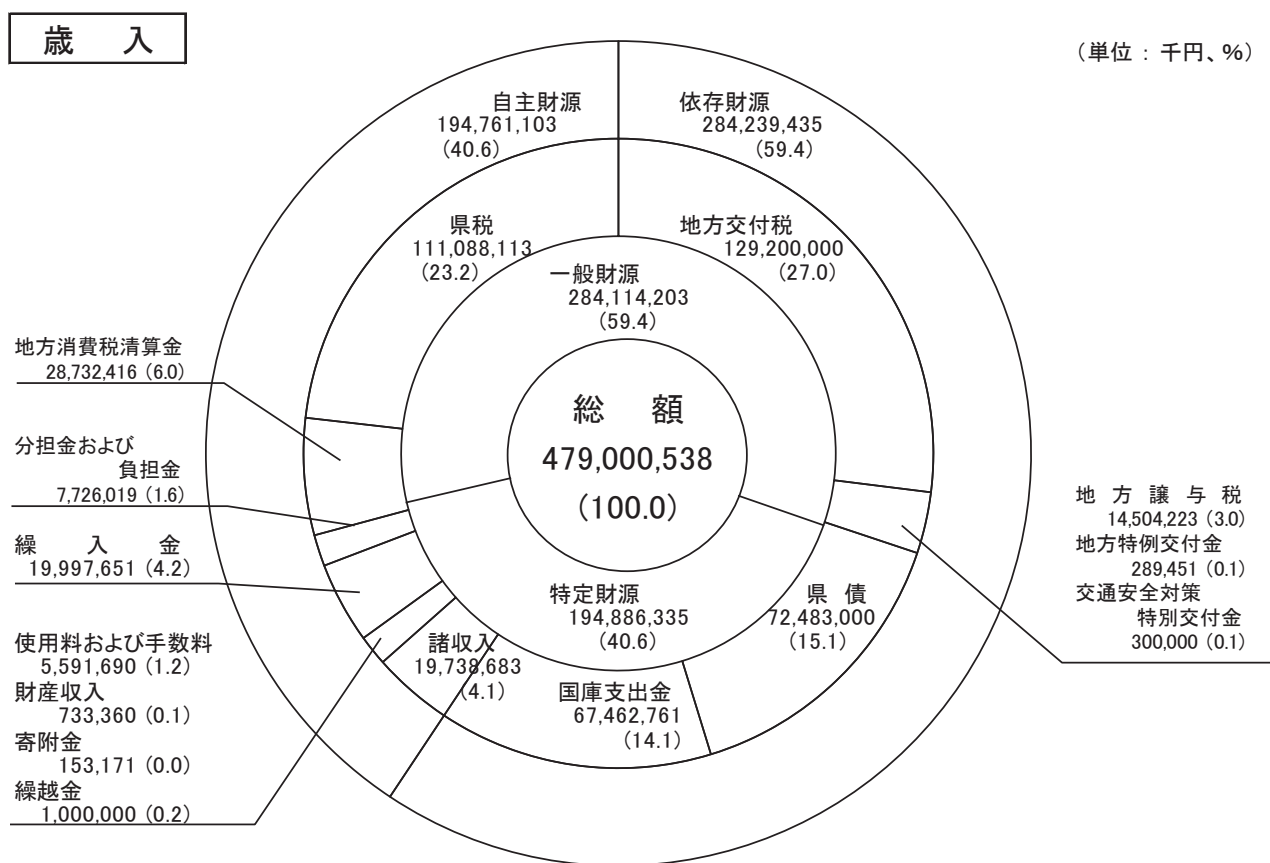 歳 入
(単位 : 千円、%)
自主財源
194,761,103
(40.6)
依存財源
284,239,435
(59.4)
県税
111,088,113
(23.2)
地方交付税
129,200,000
(27.0)
一般財源
284,114,203
(59.4)
地方消費税清算金
28,732,416 (6.0)
総 額
479,000,538
(100.0)
分担金および
負担金
7,726,019 (1.6)
繰 入 金
19,997,651 (4.2)
地 方 譲 与 税
14,504,223 (3.0)
地方特例交付金
289,451 (0.1)
交通安全対策
特別交付金
300,000 (0.1)
特定財源
194,886,335
(40.6)
県 債
72,483,000
(15.1)
使用料および手数料
5,591,690 (1.2)
財産収入
733,360 (0.1)
寄附金
153,171 (0.0)
繰越金
1,000,000 (0.2)
諸収入
19,738,683
(4.1)
国庫支出金
67,462,761
(14.1)